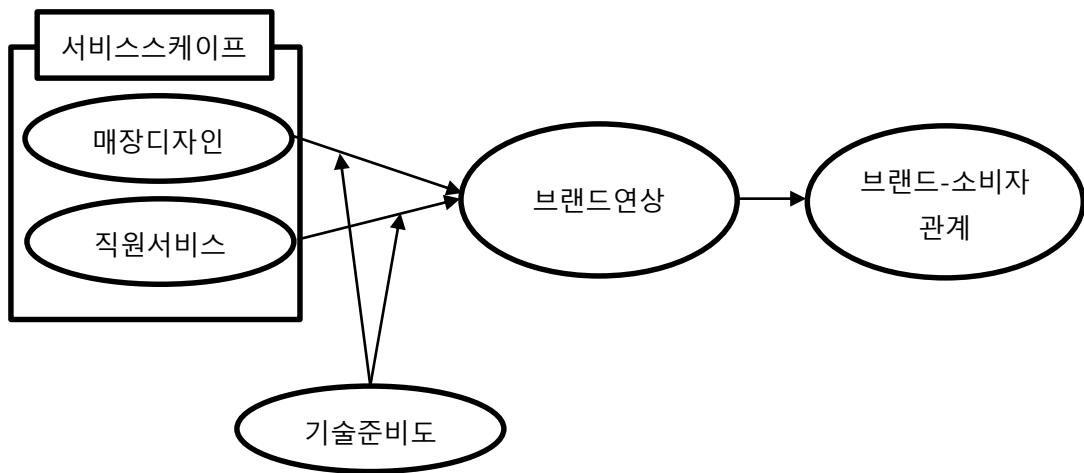 서비스스케이프
매장디자인
직원서비스
브랜드연상
브랜드-소비자
관계
기술준비도